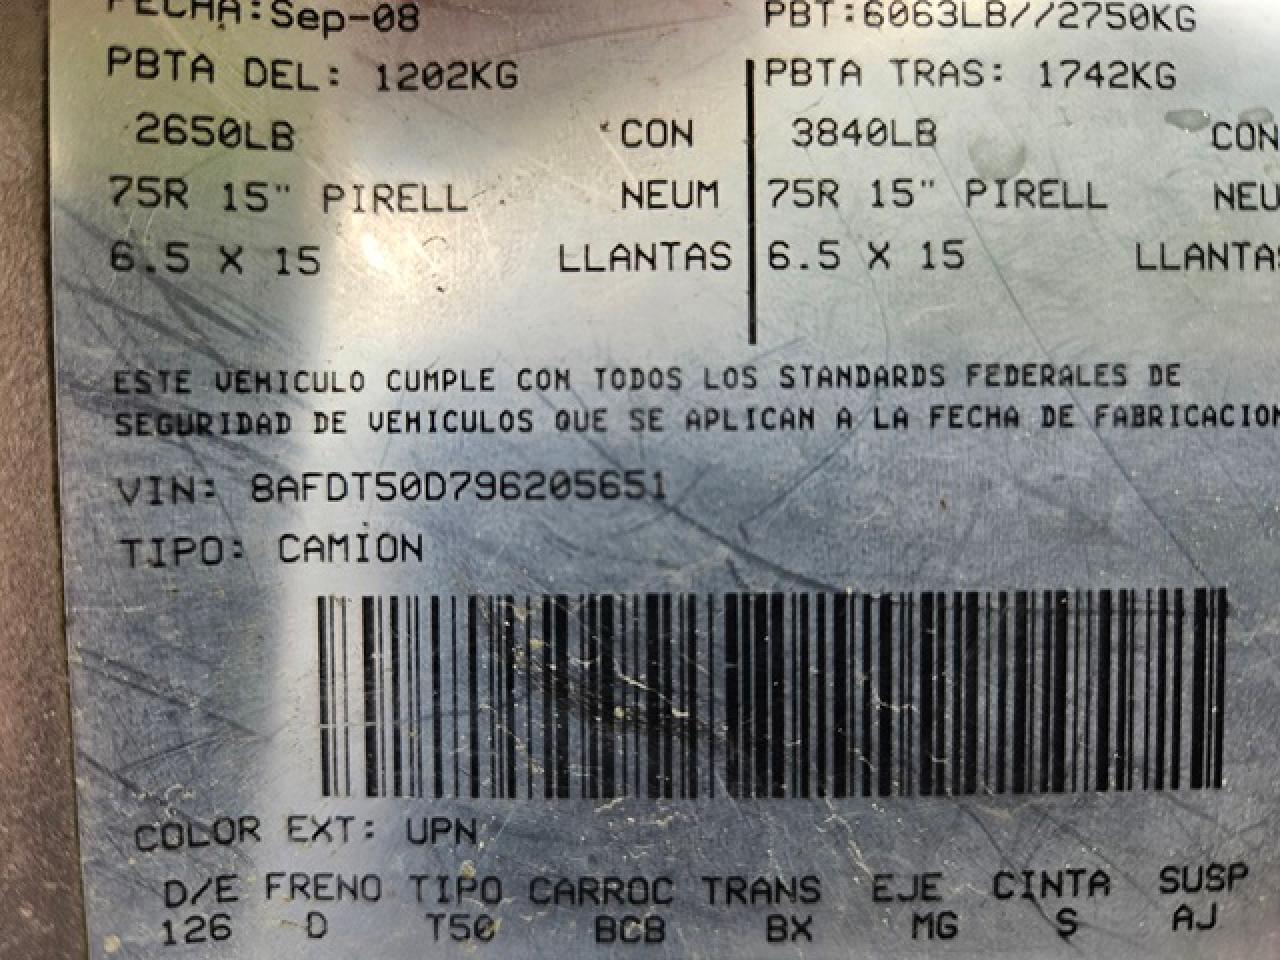 FECHA:Sep-08 PBT:6063LB//2750KG
PBTA DEL: 1202KG PBTA TRAS: 1742KG
2650LB CON 3840LB CON
75R 15" PIRELL NEUM 75R 15" PIRELL NEU
6.5 X 15 LLANTAS 6.5 X 15 LLANTAS
ESTE VEHICULO CUMPLE CON TODOS LOS STANDARDS FEDERALES DE
SEGURIDAD DE VEHICULOS QUE SE APLICAN A LA FECHA DE FABRICACION
VIN: 8AFDT50D796205651
TIPO: CAMION
COLOR EXT: UPN
D/E FRENO TIPO CARROC TRANS EJE CINTA SUSP
126 D T50 BCB BX MG S AJ